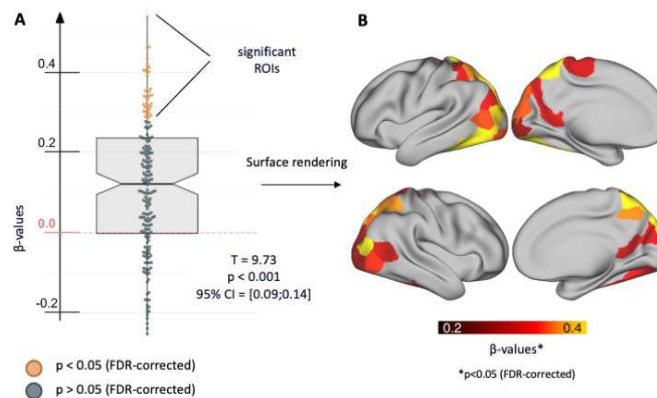 A
B
significant
ROIs
0.4
0.2
0.0
-0.2
β-values
Surface rendering
T = 9.73
p < 0.001
95% CI = [0.09;0.14]
p < 0.05 (FDR-corrected)
p > 0.05 (FDR-corrected)
0.2
0.4
β-values*
*p<0.05 (FDR-corrected)